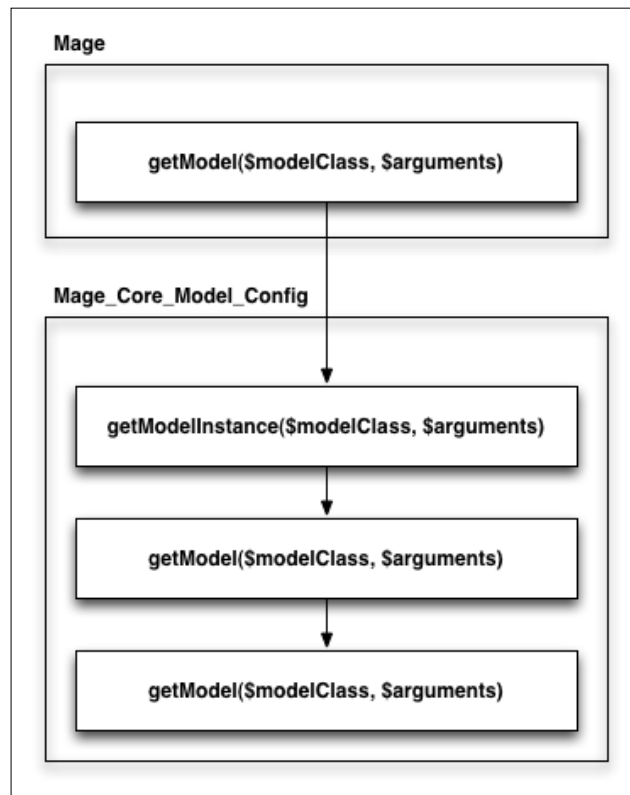 Mage
getModel($modelClass, $arguments)
Mage_Core_Model_Config
getModelInstance($modelClass, $arguments)
getModel($modelClass, $arguments)
getModel($modelClass, $arguments)